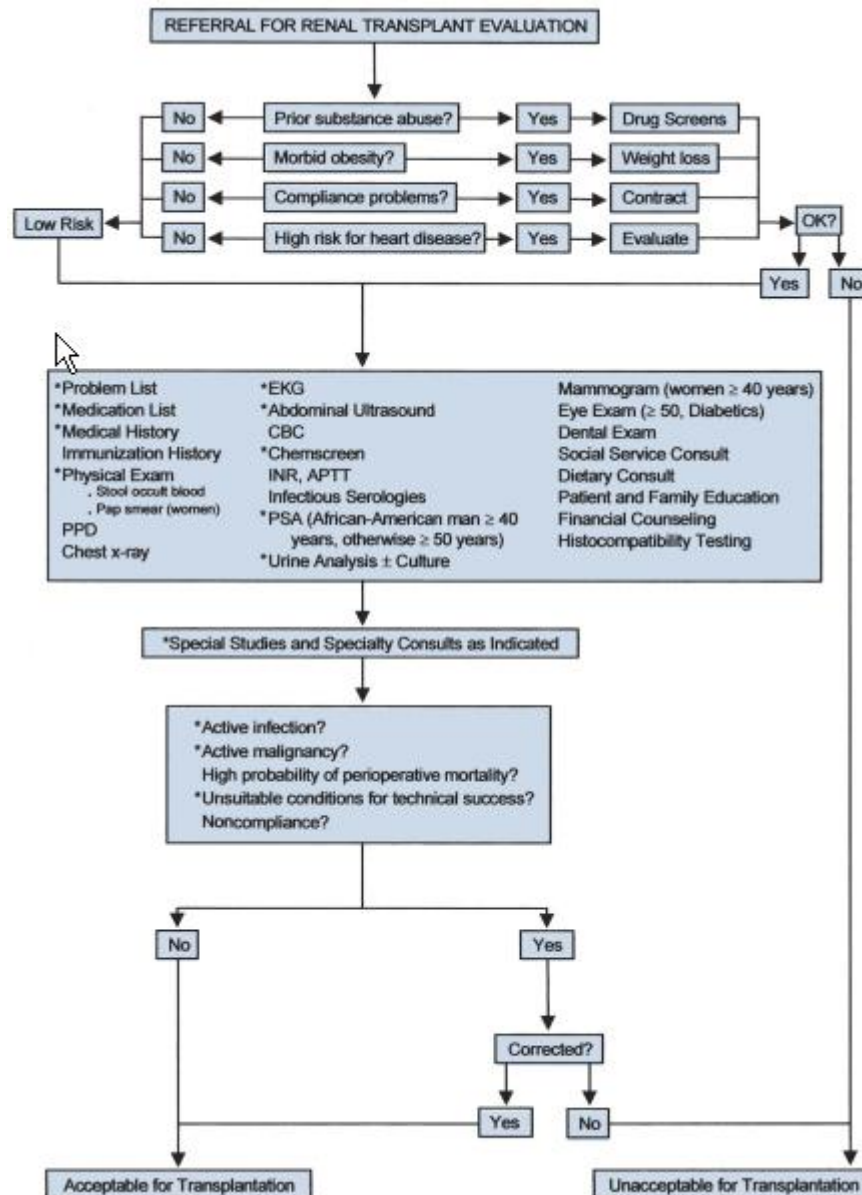 REFERRAL FOR RENAL TRANSPLANT EVALUATION
No
Prior substance abuse?
Yes
Drug Screens
No
Morbid obesity?
Yes
Weight loss
No
Compliance problems?
Yes
Contract
Low Risk
OK?
No
High risk for heart disease?
Yes
Evaluate
Yes
No
*Problem List
*Medication List
*Medical History
Immunization History
*Physical Exam
. Stool occult blood
. Pap smear (women)
PPD
Chest x-ray
*EKG
*Abdominal Ultrasound
CBC
*Chemscreen
INR, APTT
Infectious Serologies
*PSA (African-American man ≥ 40
years, otherwise ≥ 50 years)
*Urine Analysis ± Culture
Mammogram (women ≥ 40 years)
Eye Exam (≥ 50, Diabetics)
Dental Exam
Social Service Consult
Dietary Consult
Patient and Family Education
Financial Counseling
Histocompatibility Testing
*Special Studies and Specialty Consults as Indicated
*Active infection?
*Active malignancy?
High probability of perioperative mortality?
*Unsuitable conditions for technical success?
Noncompliance?
No
Yes
Corrected?
Yes
No
Acceptable for Transplantation
Unacceptable for Transplantation